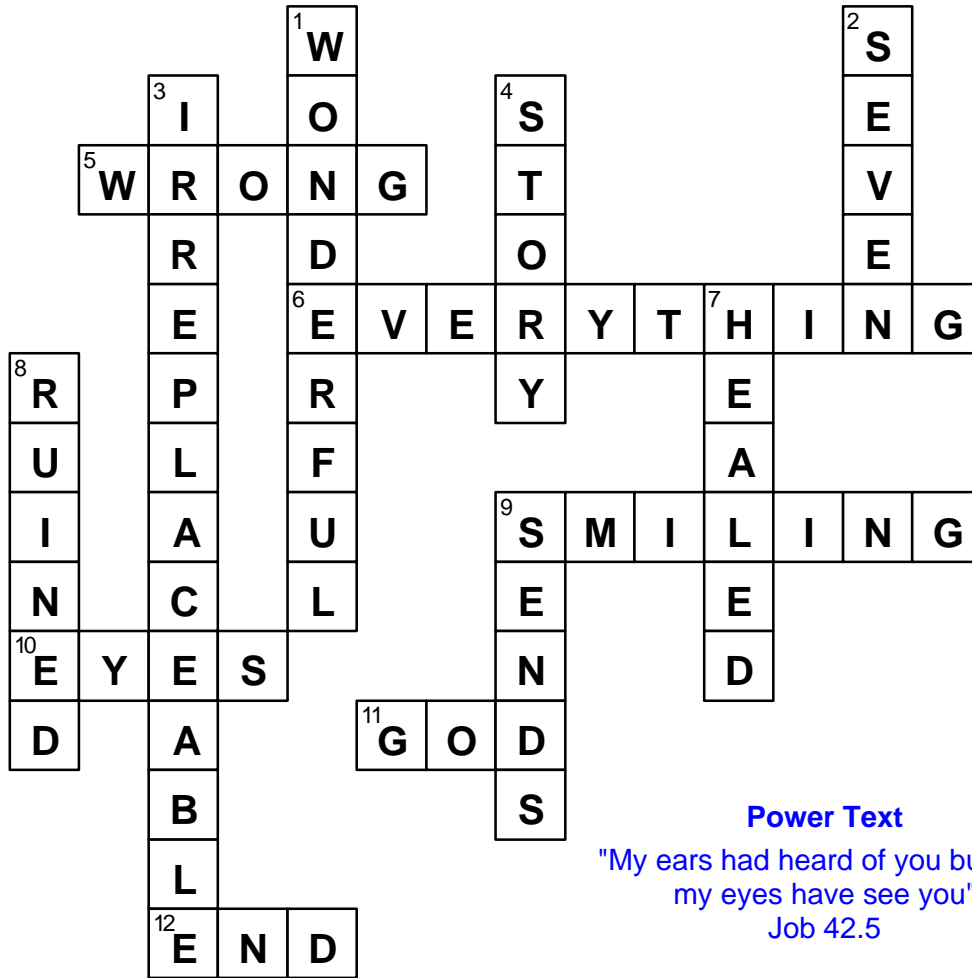 1 W 2 S
3 I O 4 S E
5 W R O N G T V
R D O E
E 6 E V E R Y T 7 H I N G
8 R P R Y E
U L F A
I A U 9 S M I L I N G
N C L E E
10 E Y E S N D
D A 11 G O D
B S
L
12 E N D
Power Text
"My ears had heard of you bu
my eyes have see you"
Job 42.5